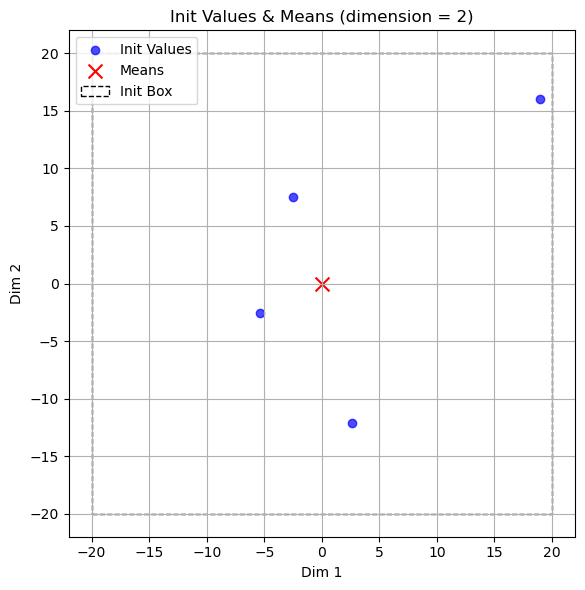 Init Values & Means (dimension = 2)
Init Values
Means
Init Box
20
15
10
5
0
−5
−10
−15
−20
Dim 2
−20 −15 −10 −5 0 5 10 15 20
Dim 1